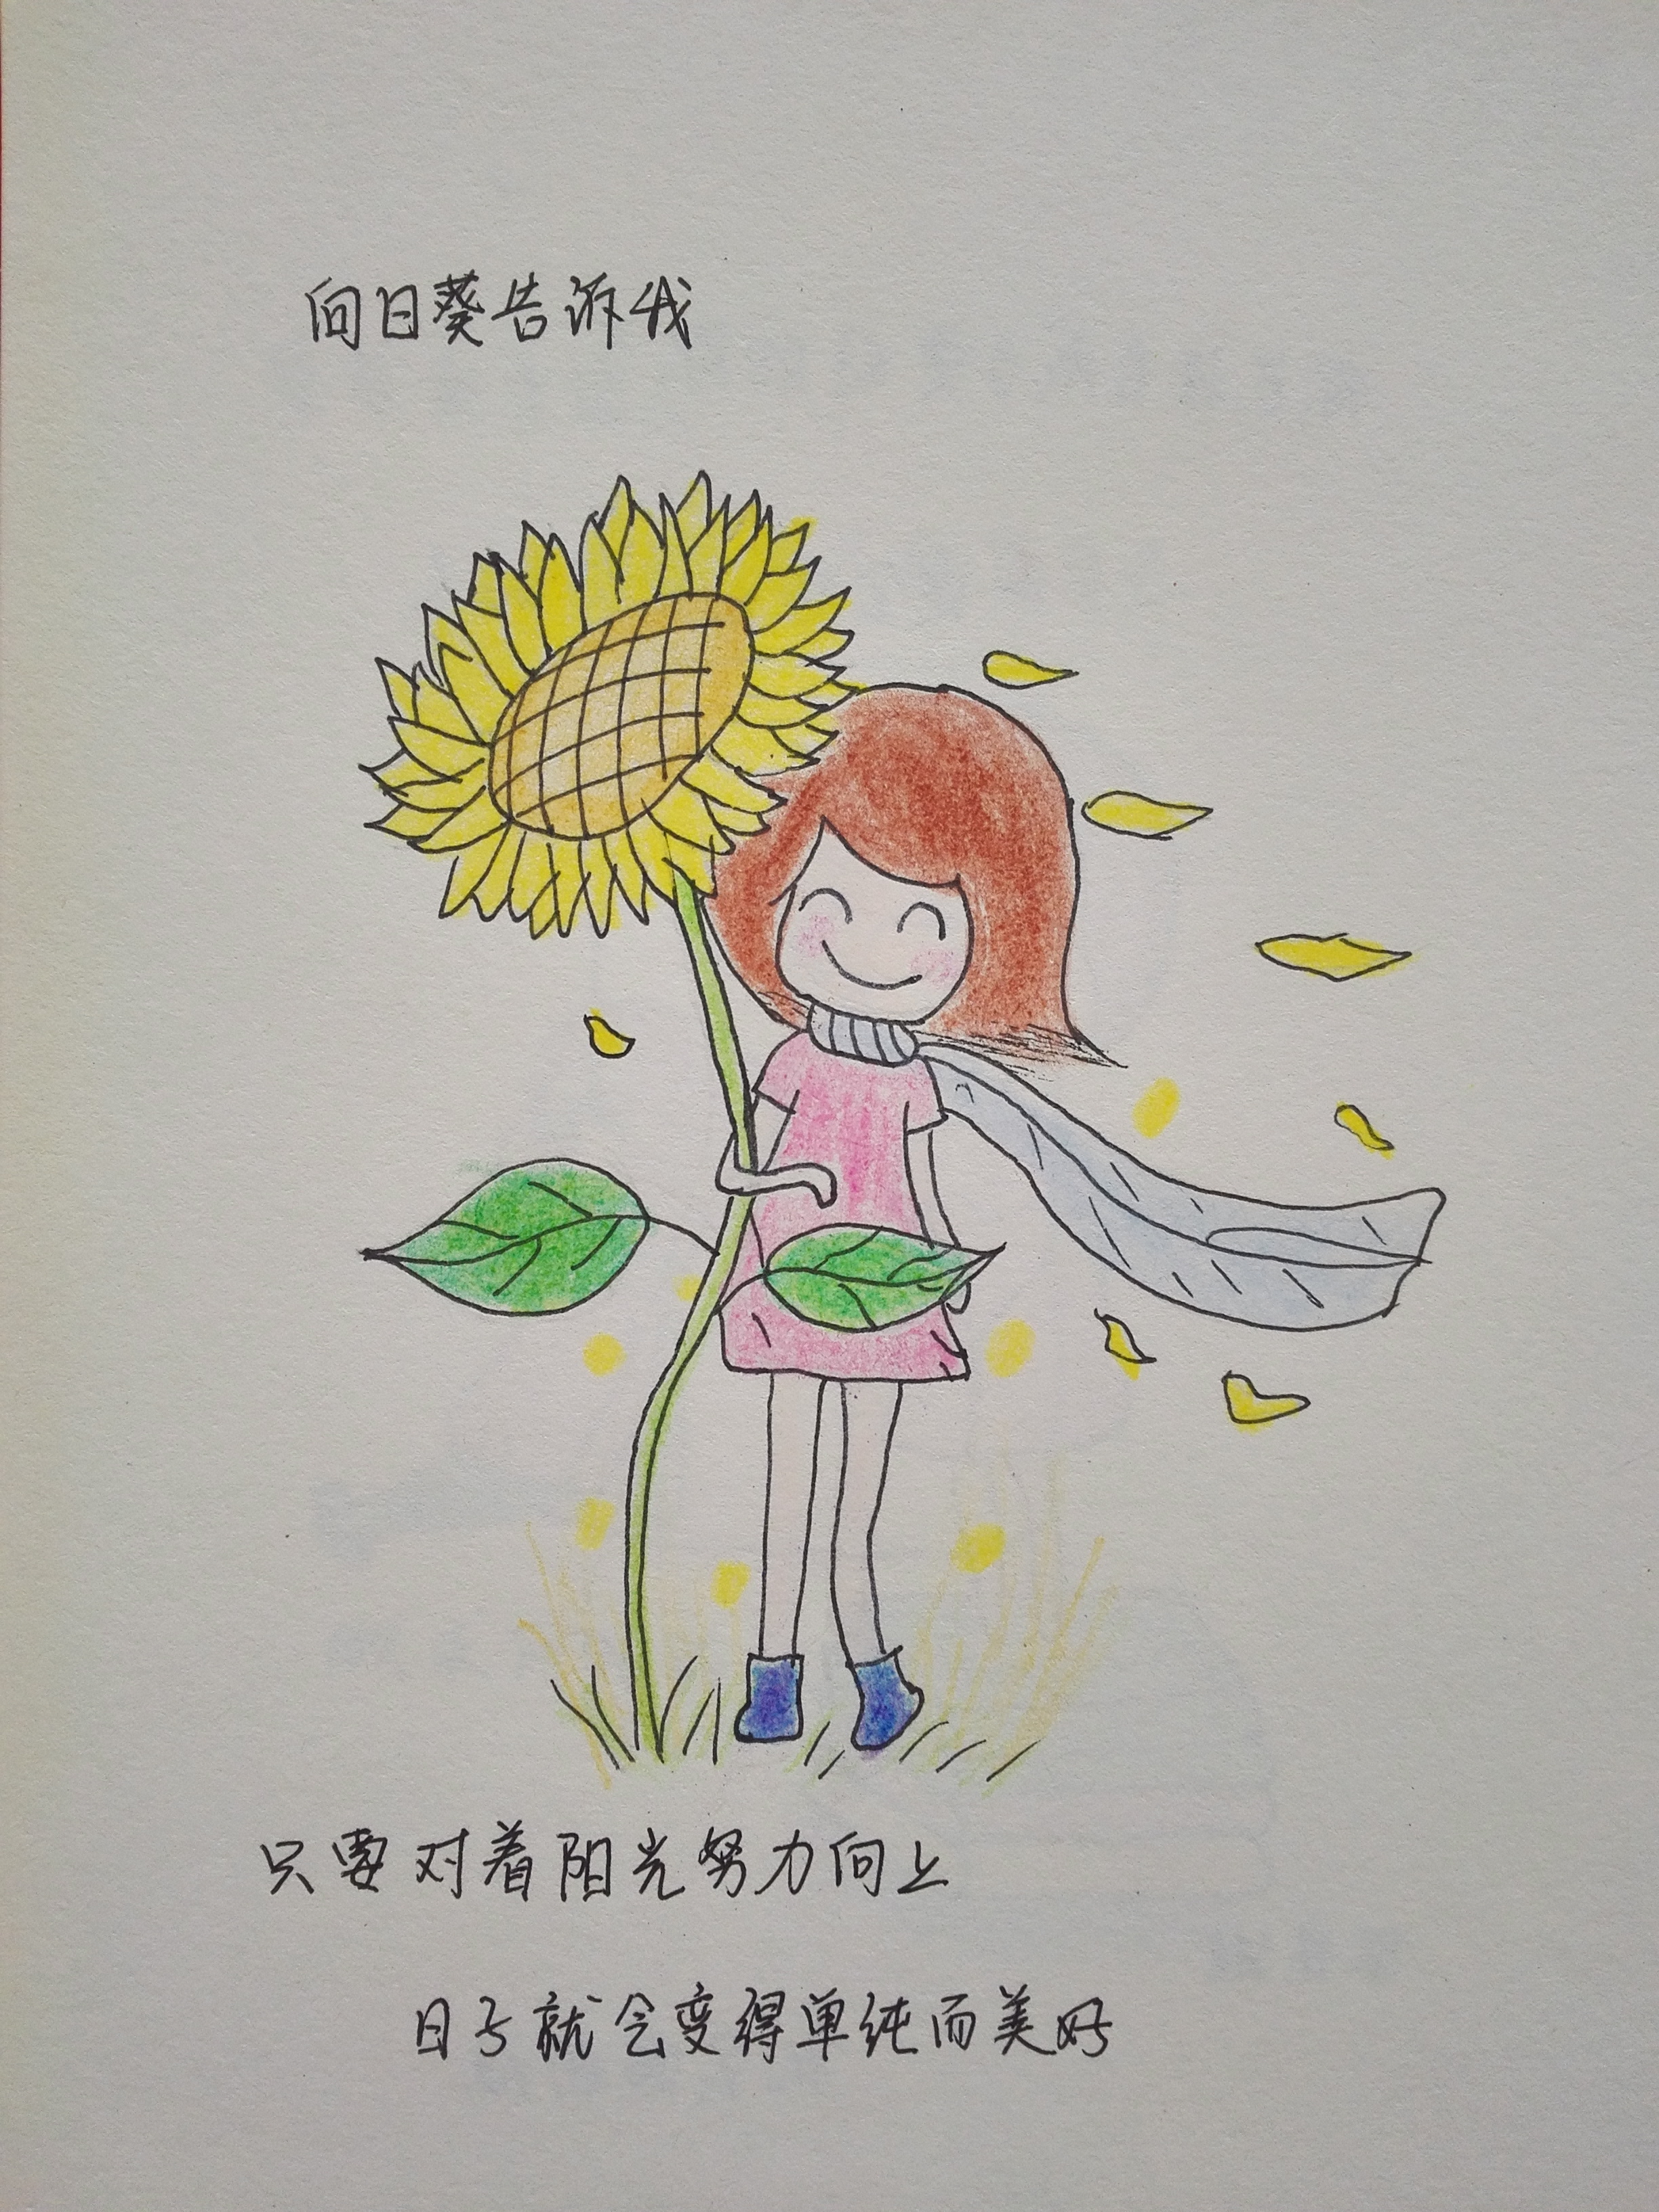 向日葵告诉我
只要对着阳光努力向上
日子就会变得单纯而美好